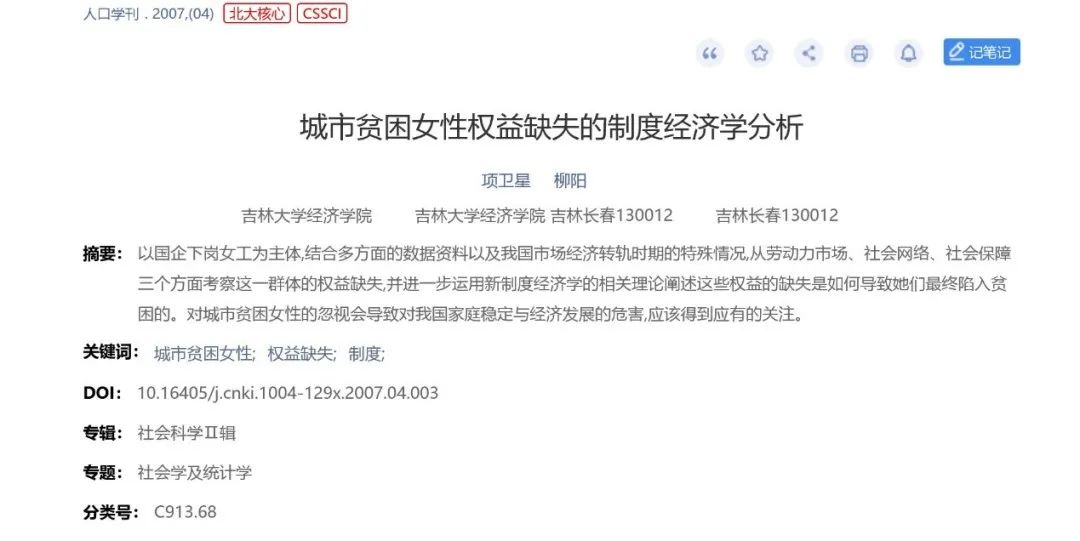 人口学刊 . 2007,(04) 北大核心 CSSCI
记笔记
城市贫困女性权益缺失的制度经济学分析
项卫星 柳阳
吉林大学经济学院 吉林大学经济学院 吉林长春130012 吉林长春130012
摘要： 以国企下岗女工为主体,结合多方面的数据资料以及我国市场经济转轨时期的特殊情况,从劳动力市场、社会网络、社会保障
三个方面考察这一群体的权益缺失,并进一步运用新制度经济学的相关理论阐述这些权益的缺失是如何导致她们最终陷入贫
困的。对城市贫困女性的忽视会导致对我国家庭稳定与经济发展的危害,应该得到应有的关注。
关键词： 城市贫困女性; 权益缺失; 制度;
DOI： 10.16405/j.cnki.1004-129x.2007.04.003
专辑： 社会科学Ⅱ辑
专题： 社会学及统计学
分类号： C913.68